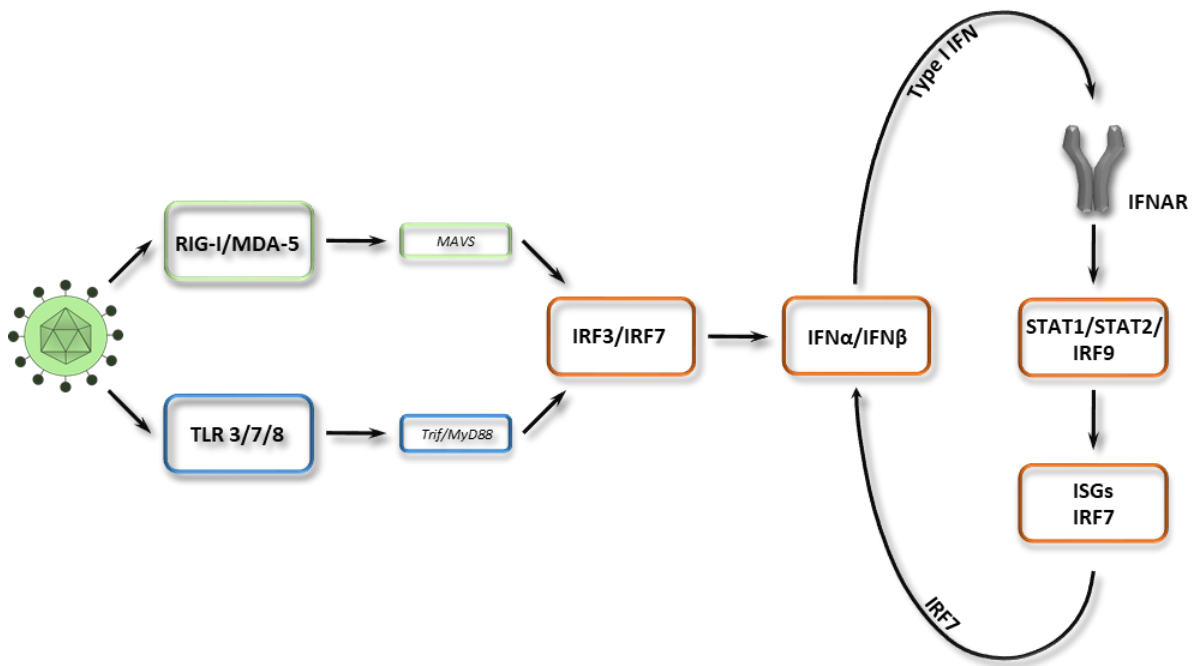 RIG-I/MDA-5
MAVS
TLR 3/7/8
Trif/MyD88
IRF3/IRF7
IFNα/IFNβ
Type I IFN
IFNAR
STAT1/STAT2/
IRF9
ISGs
IRF7
IRF7